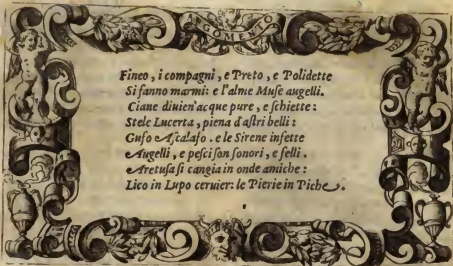 ARGOMENTO
Fineo, i compagni, e Preto, e Polidette
Si fanno marmi: e l'alme Muſe augelli.
Ciane diuien'acque pure, e ſchiette:
Stele Lucerta, piena d'aſtri belli:
Gufo Aſcalafo. e le Sirene infette
Augelli, e peſci ſon ſonori, e felli.
Aretuſa ſi cangia in onde amiche:
Lico in Lupo ceruier: le Pierie in Piche.